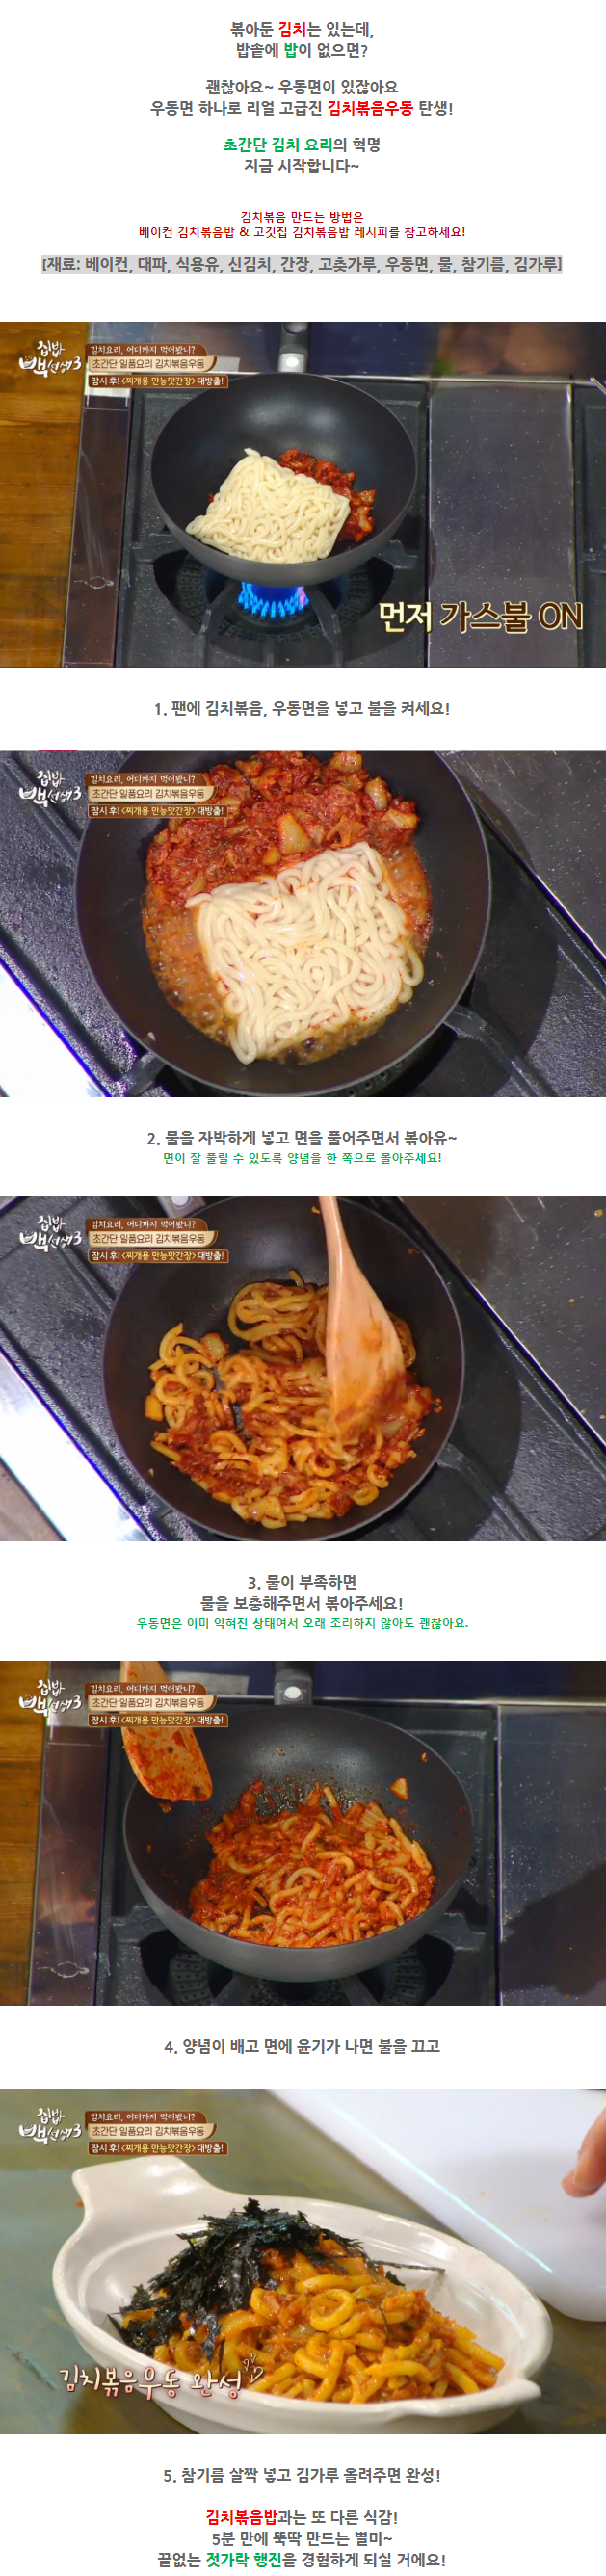 볶아둔 김치는 있는데,
밥솥에 밥이 없으면?
괜찮아요~ 우동면이 있잖아요
우동면 하나로 리얼 고급진 김치볶음우동 탄생!
초간단 김치 요리의 혁명
지금 시작합니다~
김치볶음 만드는 방법은
베이컨 김치볶음밥 & 고깃집 김치볶음밥 레시피를 참고하세요!
[재료: 베이컨, 대파, 식용유, 신김치, 간장, 고춧가루, 우동면, 물, 참기름, 김가루]
집밥 백선생3
김치요리, 어디까지 먹어봤니?
초간단 일품요리 김치볶음우동
잠시 후! <찌개용 만능맛간장> 대방출!
먼저 가스불 ON
1. 팬에 김치볶음, 우동면을 넣고 불을 켜세요!
집밥 백선생3
김치요리, 어디까지 먹어봤니?
초간단 일품요리 김치볶음우동
잠시 후! <찌개용 만능맛간장> 대방출!
2. 물을 자박하게 넣고 면을 풀어주면서 볶아유~
면이 잘 풀릴 수 있도록 양념을 한 쪽으로 몰아주세요!
집밥 백선생3
김치요리, 어디까지 먹어봤니?
초간단 일품요리 김치볶음우동
잠시 후! <찌개용 만능맛간장> 대방출!
3. 물이 부족하면
물을 보충해주면서 볶아주세요!
우동면은 이미 익혀진 상태여서 오래 조리하지 않아도 괜찮아요.
집밥 백선생3
김치요리, 어디까지 먹어봤니?
초간단 일품요리 김치볶음우동
잠시 후! <찌개용 만능맛간장> 대방출!
4. 양념이 배고 면에 윤기가 나면 불을 끄고
집밥 백선생3
김치요리, 어디까지 먹어봤니?
초간단 일품요리 김치볶음우동
잠시 후! <찌개용 만능맛간장> 대방출!
김치볶음우동 완성
5. 참기름 살짝 넣고 김가루 올려주면 완성!
김치볶음밥과는 또 다른 식감!
5분 만에 뚝딱 만드는 별미~
끝없는 젓가락 행진을 경험하게 되실 거에요!